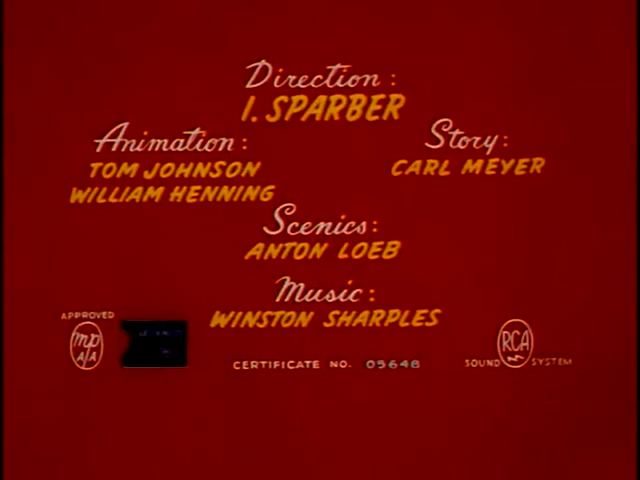 Direction :
I. SPARBER
Animation :
TOM JOHNSON
WILLIAM HENNING
Story :
CARL MEYER
Scenics :
ANTON LOEB
Music :
WINSTON SHARPLES
APPROVED
MP
A/A
CERTIFICATE NO. 05648
RCA
SOUND SYSTEM